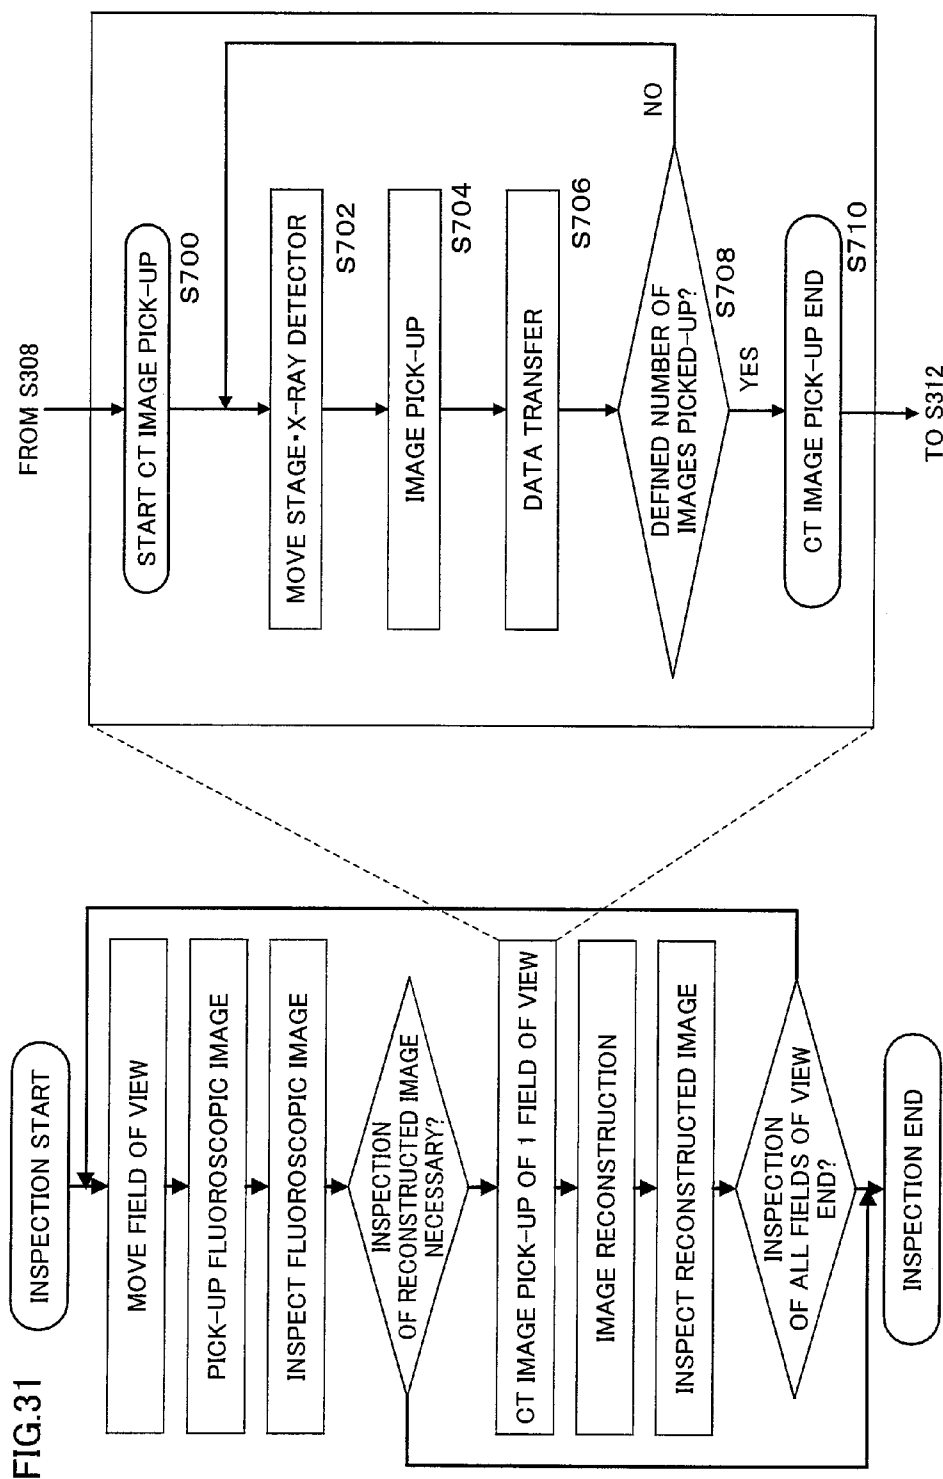 FIG.31
INSPECTION START
MOVE FIELD OF VIEW
PICK-UP FLUOROSCOPIC IMAGE
INSPECT FLUOROSCOPIC IMAGE
INSPECTION
OF RECONSTRUCTED IMAGE
NECESSARY?
CT IMAGE PICK-UP OF 1 FIELD OF VIEW
IMAGE RECONSTRUCTION
INSPECT RECONSTRUCTED IMAGE
INSPECTION
OF ALL FIELDS OF VIEW
END?
INSPECTION END
FROM S308
START CT IMAGE PICK-UP
S700
MOVE STAGE·X-RAY DETECTOR
S702
IMAGE PICK-UP
S704
DATA TRANSFER
S706
DEFINED NUMBER OF
IMAGES PICKED-UP?
S708
NO
YES
CT IMAGE PICK-UP END
S710
TO S312